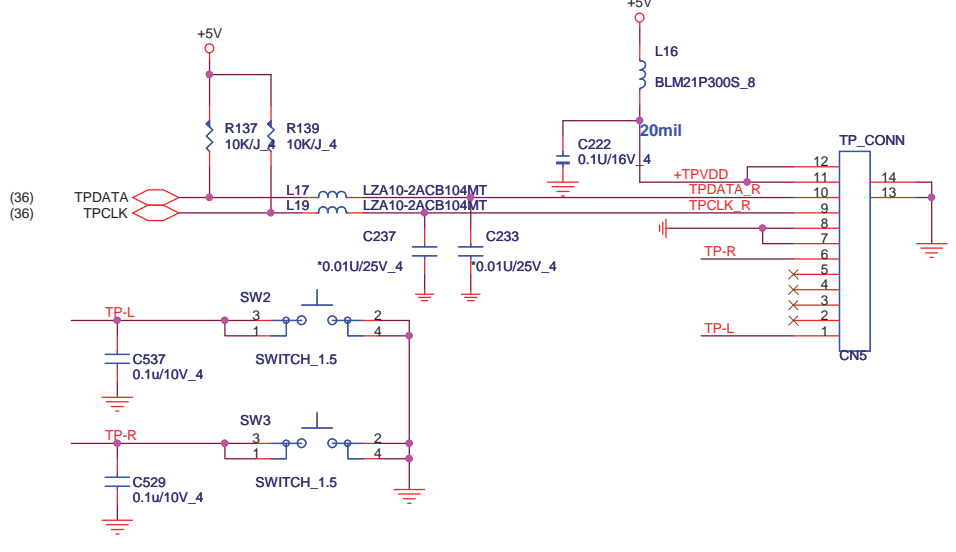 +5V
+5V
L16
BLM21P300S_8
R137
10K/J_4
R139
10K/J_4
20mil
C222
0.1U/16V_4
TP_CONN
+TPVDD
12
11
14
(36)
TPDATA
L17
LZA10-2ACB104MT
TPDATA_R
10
13
(36)
TPCLK
L19
LZA10-2ACB104MT
TPCLK_R
9
8
7
C237
*0.01U/25V_4
C233
*0.01U/25V_4
TP-R
6
5
4
3
2
TP-L
1
CN5
TP-L
SW2
3
1
2
4
SWITCH_1.5
C537
0.1u/10V_4
TP-R
SW3
3
1
2
4
SWITCH_1.5
C529
0.1u/10V_4